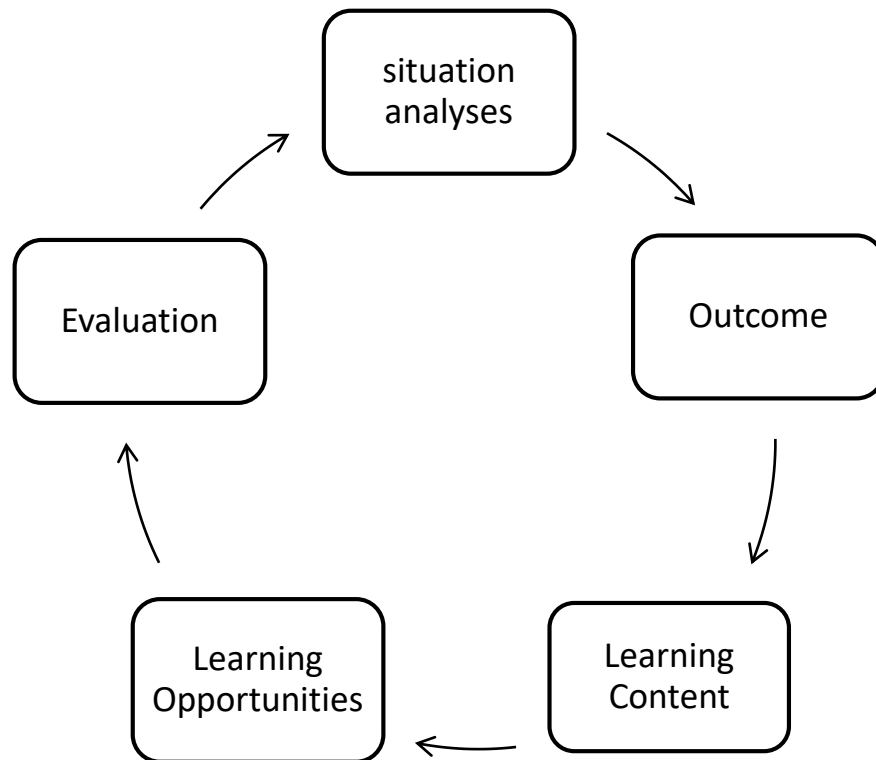 situation
analyses
Outcome
Learning
Content
Learning
Opportunities
Evaluation